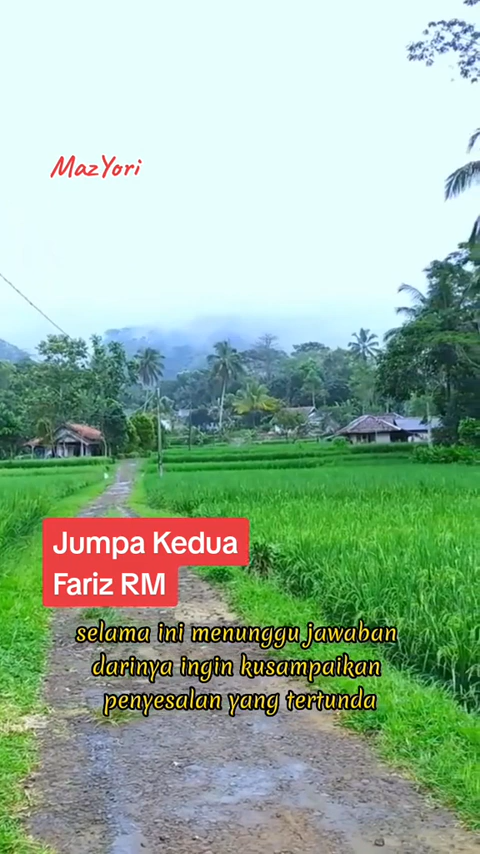 MazYori
Jumpa Kedua
Fariz RM
selama ini menunggu jawaban
darinya ingin kusampaikan
penyesalan yang tertunda